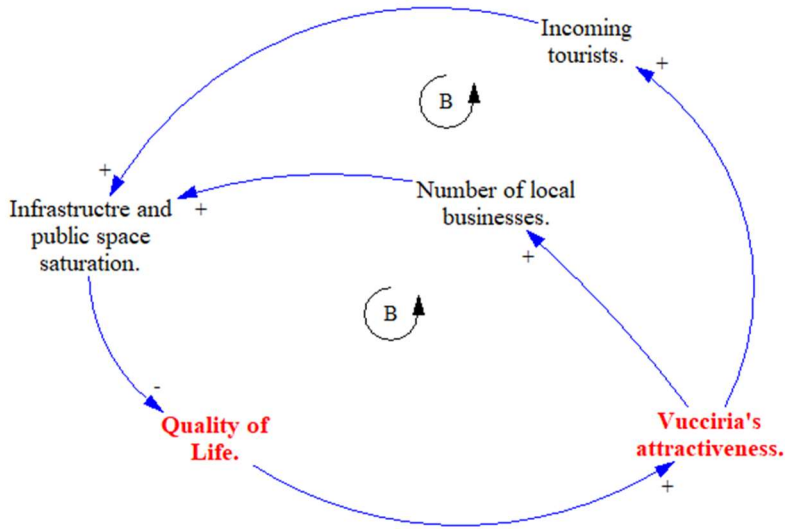 Incoming
tourists.
+
B
+
Number of local
businesses.
+
Infrastructre and
public space
saturation.
+
B
-
Quality of
Life.
Vucciria's
attractiveness.
+